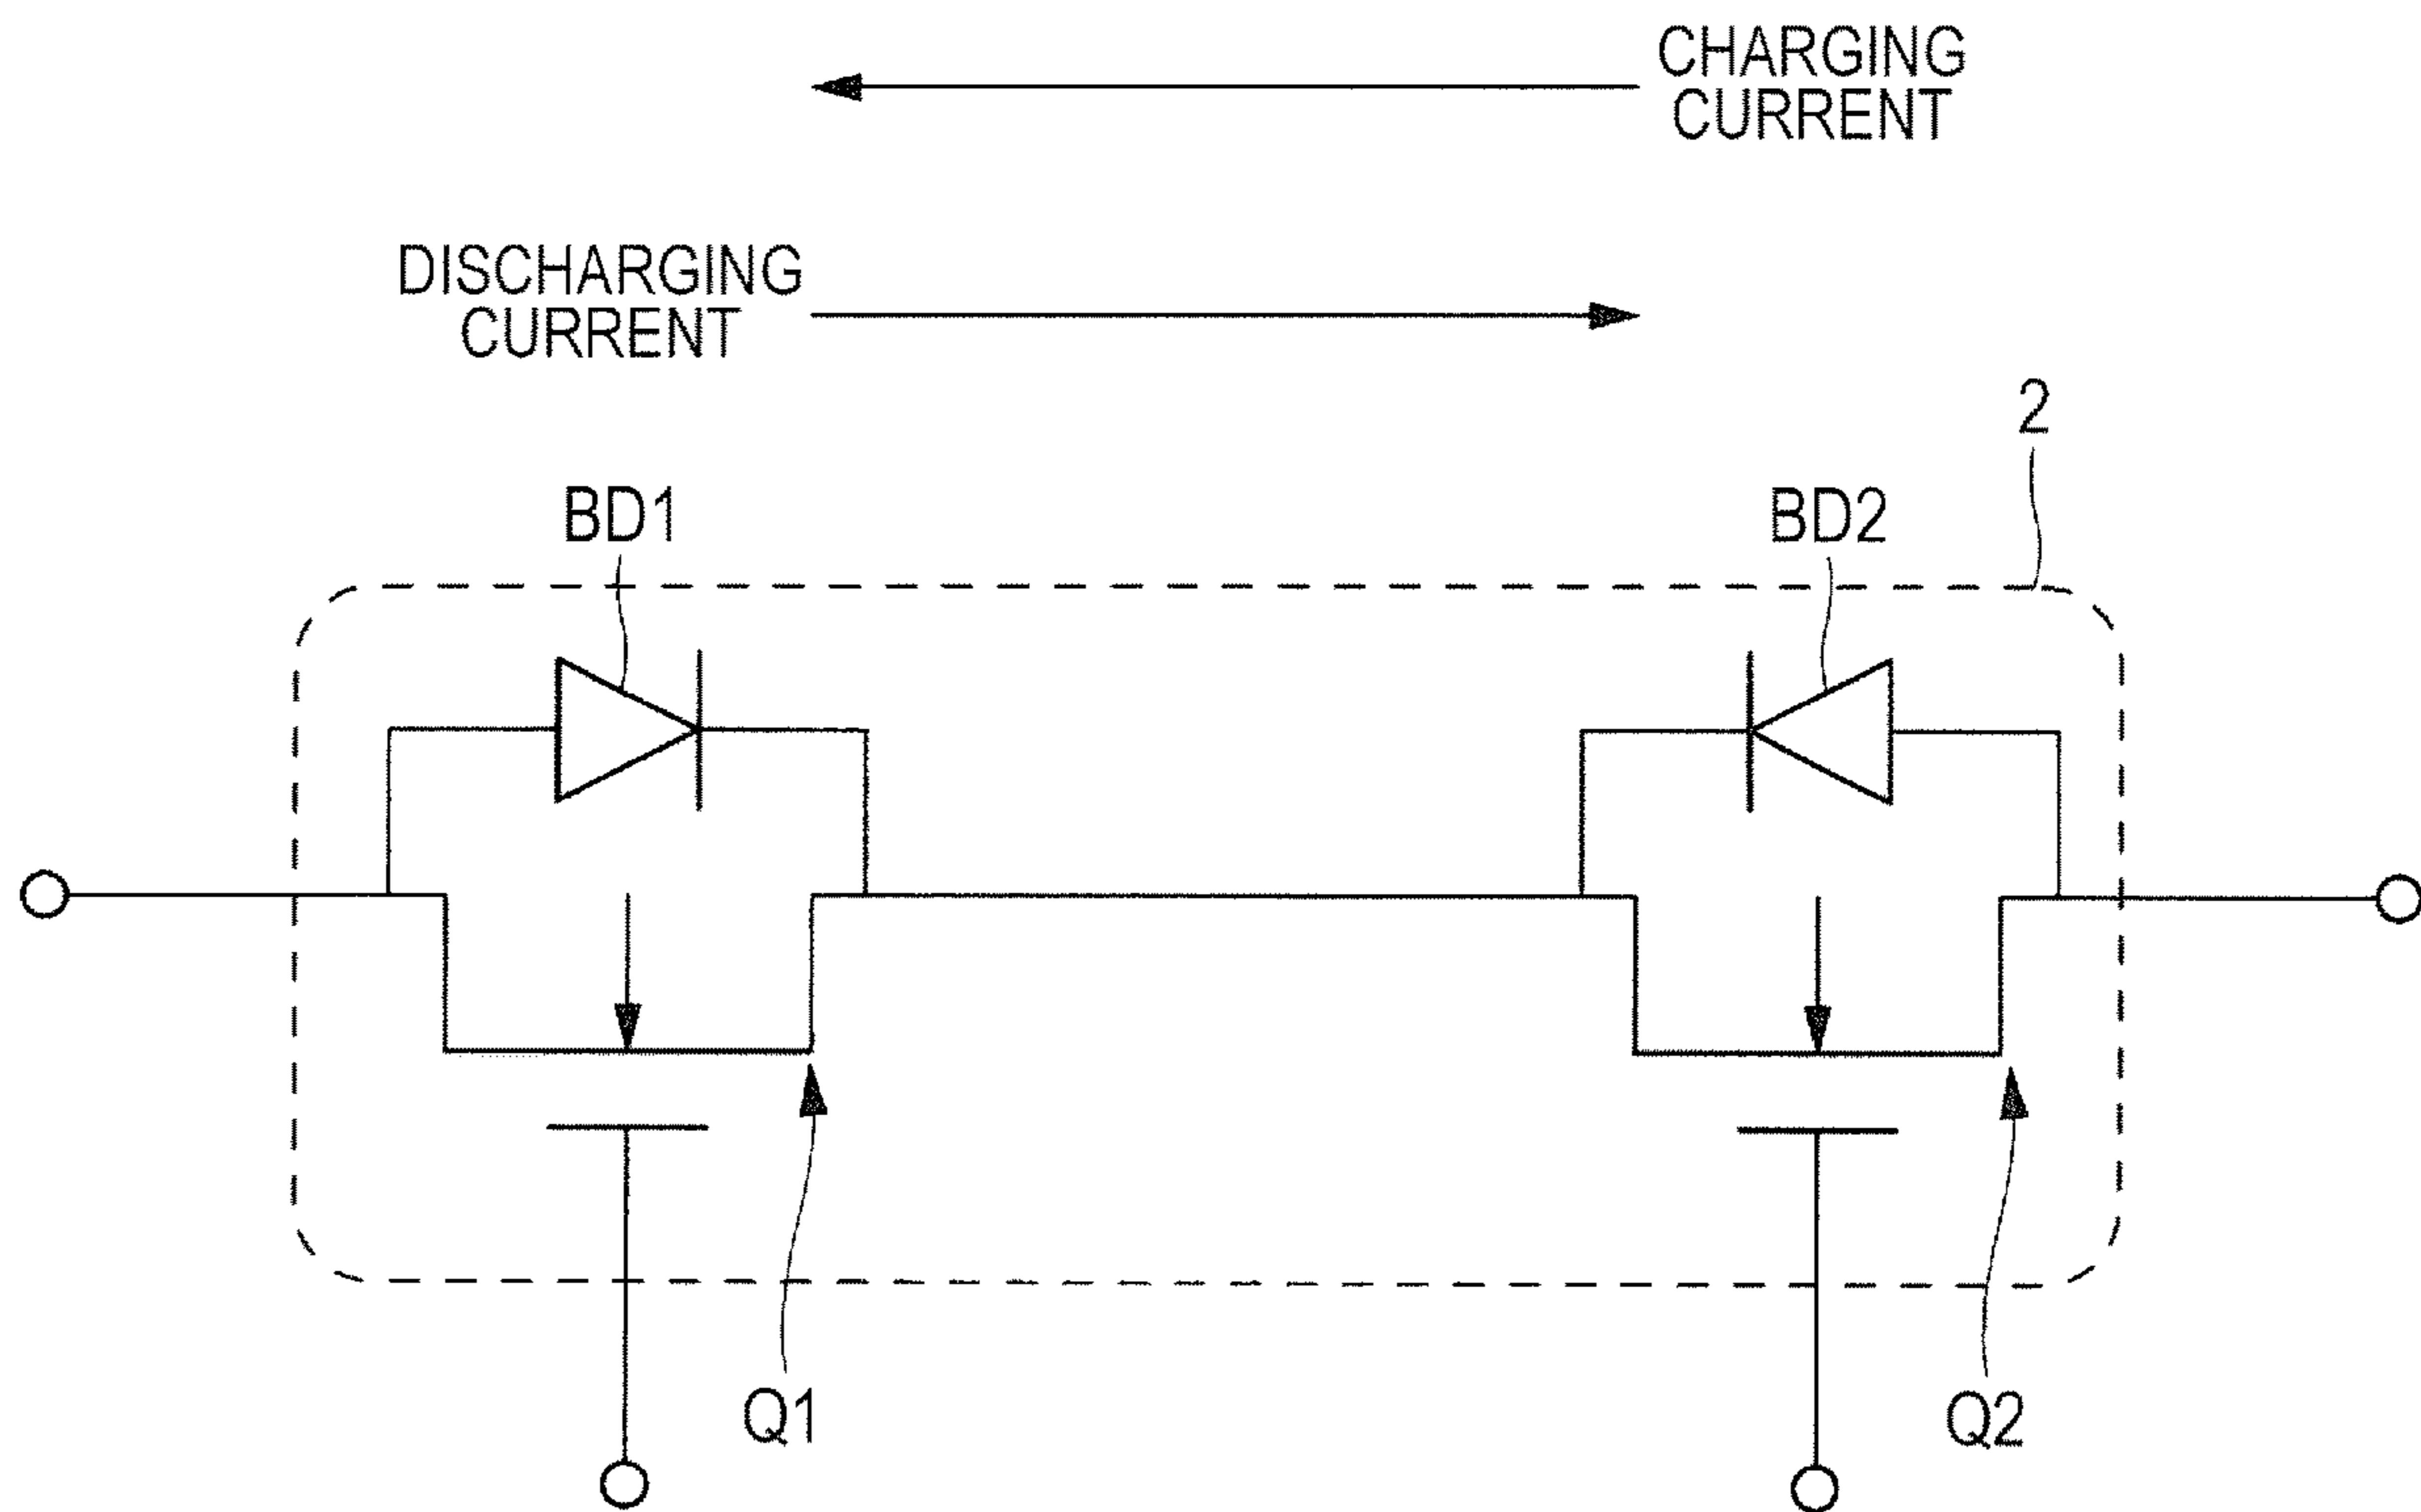 CHARGING
CURRENT
DISCHARGING
CURRENT
2
BD1
BD2
Q1
Q2